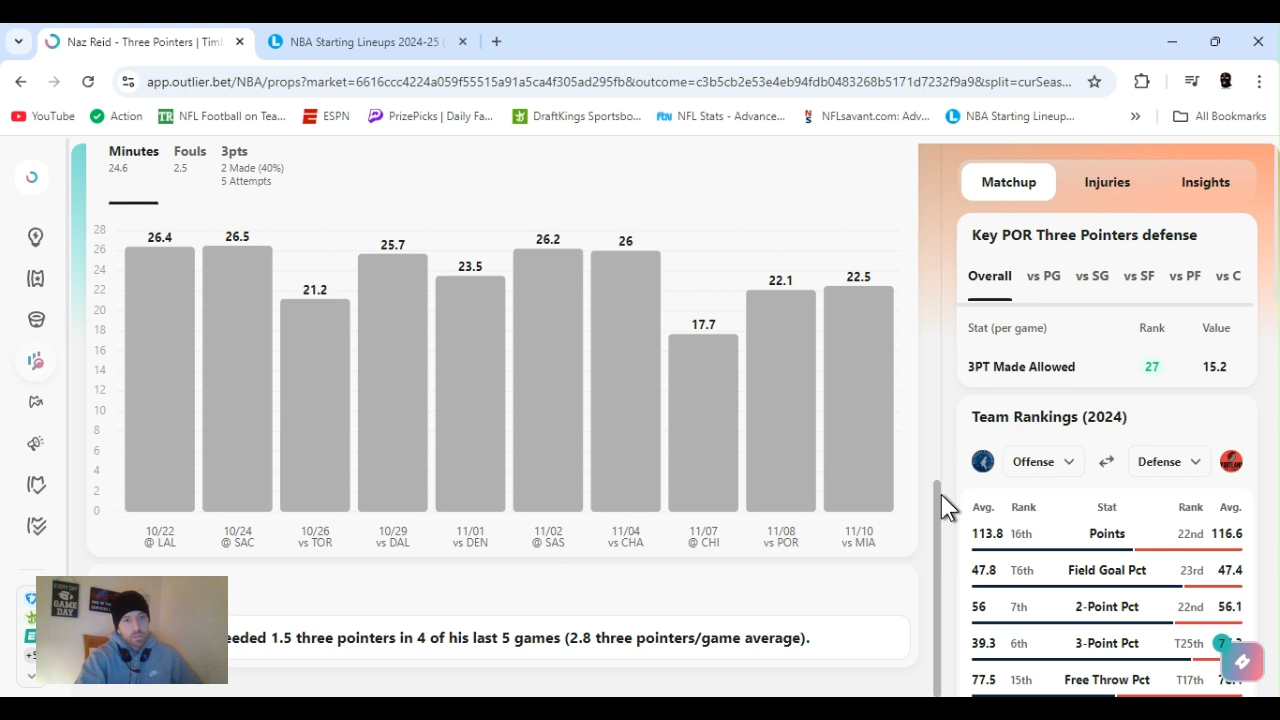 Naz Reid - Three Pointers | Timb
NBA Starting Lineups 2024-25
app.outlier.bet/NBA/props?market=6616ccc4224a059f55515a91a5ca4f305ad295fb&outcome=c3b5cb2e53e4eb94fdb0483268b5171d7232f9a9&split=curSeas...
YouTube
Action
NFL Football on Tea...
ESPN
PrizePicks | Daily Fa...
DraftKings Sportsbo...
NFL Stats - Advance...
NFLsavant.com: Adv...
NBA Starting Lineup...
All Bookmarks
Minutes Fouls 3pts
24.6 2.5 2 Made (40%)
5 Attempts
28
26
24
22
20
18
16
14
12
10
8
6
4
2
0
26.4 26.5 21.2 25.7 23.5 26.2 26 17.7 22.1 22.5
10/22 10/24 10/26 10/29 11/01 11/02 11/04 11/07 11/08 11/10
@ LAL @ SAC vs TOR vs DAL vs DEN @ SAS vs CHA @ CHI vs POR vs MIA
EVERY DAY
GAME
DAY
eeded 1.5 three pointers in 4 of his last 5 games (2.8 three pointers/game average).
Matchup Injuries Insights
Key POR Three Pointers defense
Overall vs PG vs SG vs SF vs PF vs C
Stat (per game) Rank Value
3PT Made Allowed 27 15.2
Team Rankings (2024)
Offense Defense
Avg. Rank Stat Rank Avg.
113.8 16th Points 22nd 116.6
47.8 T6th Field Goal Pct 23rd 47.4
56 7th 2-Point Pct 22nd 56.1
39.3 6th 3-Point Pct T25th
77.5 15th Free Throw Pct T17th